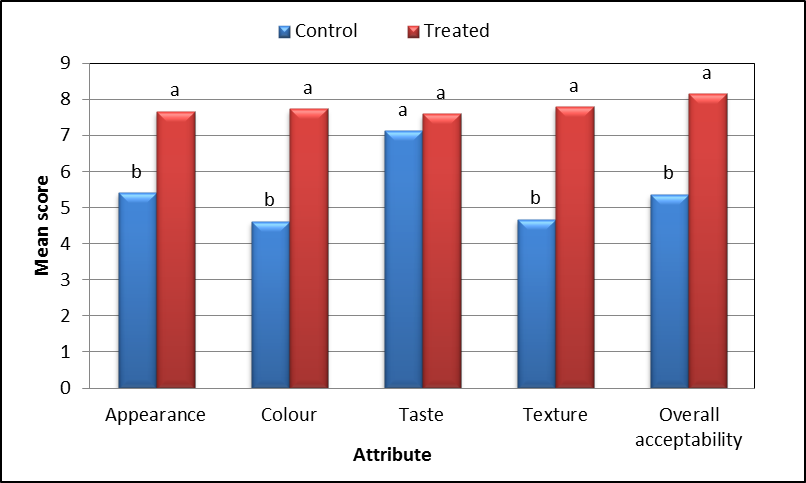 Control Treated
9
8
7
6
5
4
3
2
1
0
Mean score
b a b a a a b a b a
Appearance Colour Taste Texture Overall
acceptability
Attribute